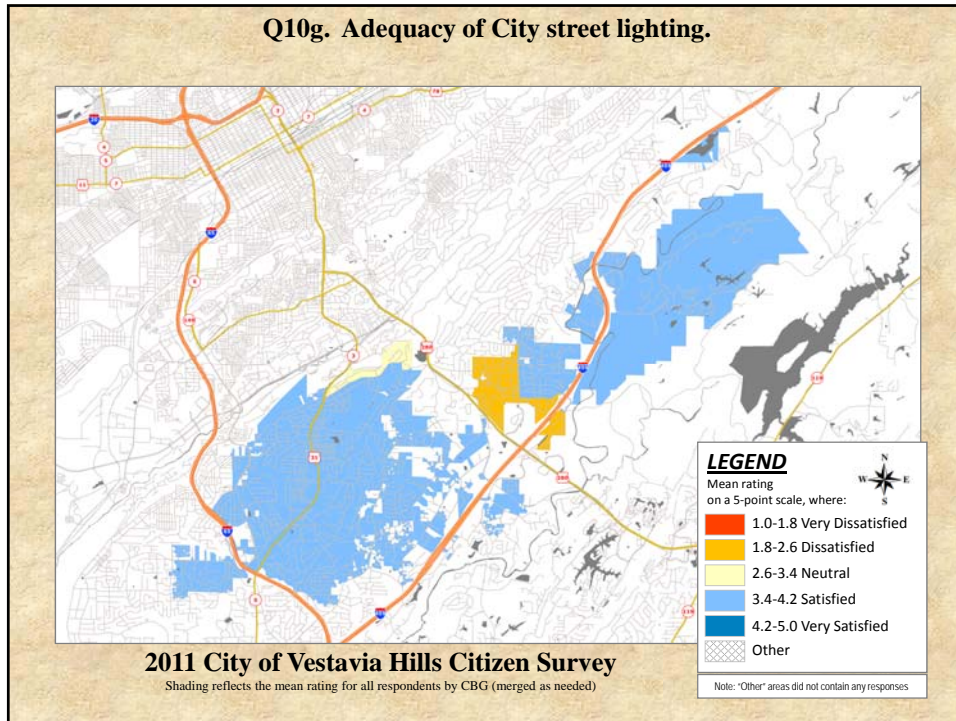 Q10g. Adequacy of City street lighting.
LEGEND
Mean rating
on a 5-point scale, where:
N
W E
S
1.0-1.8 Very Dissatisfied
1.8-2.6 Dissatisfied
2.6-3.4 Neutral
3.4-4.2 Satisfied
4.2-5.0 Very Satisfied
Other
Note: "Other" areas did not contain any responses
2011 City of Vestavia Hills Citizen Survey
Shading reflects the mean rating for all respondents by CBG (merged as needed)